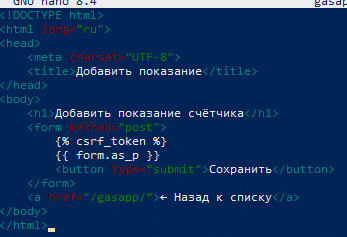 GNU nano 8.4 gasap
<!DOCTYPE html>
<html lang="ru">
<head>
    <meta charset="UTF-8">
    <title>Добавить показание</title>
</head>
<body>
    <h1>Добавить показание счётчика</h1>
    <form method="post">
        {% csrf_token %}
        {{ form.as_p }}
        <button type="submit">Сохранить</button>
    </form>
    <a href="/gasapp/">← Назад к списку</a>
</body>
</html>